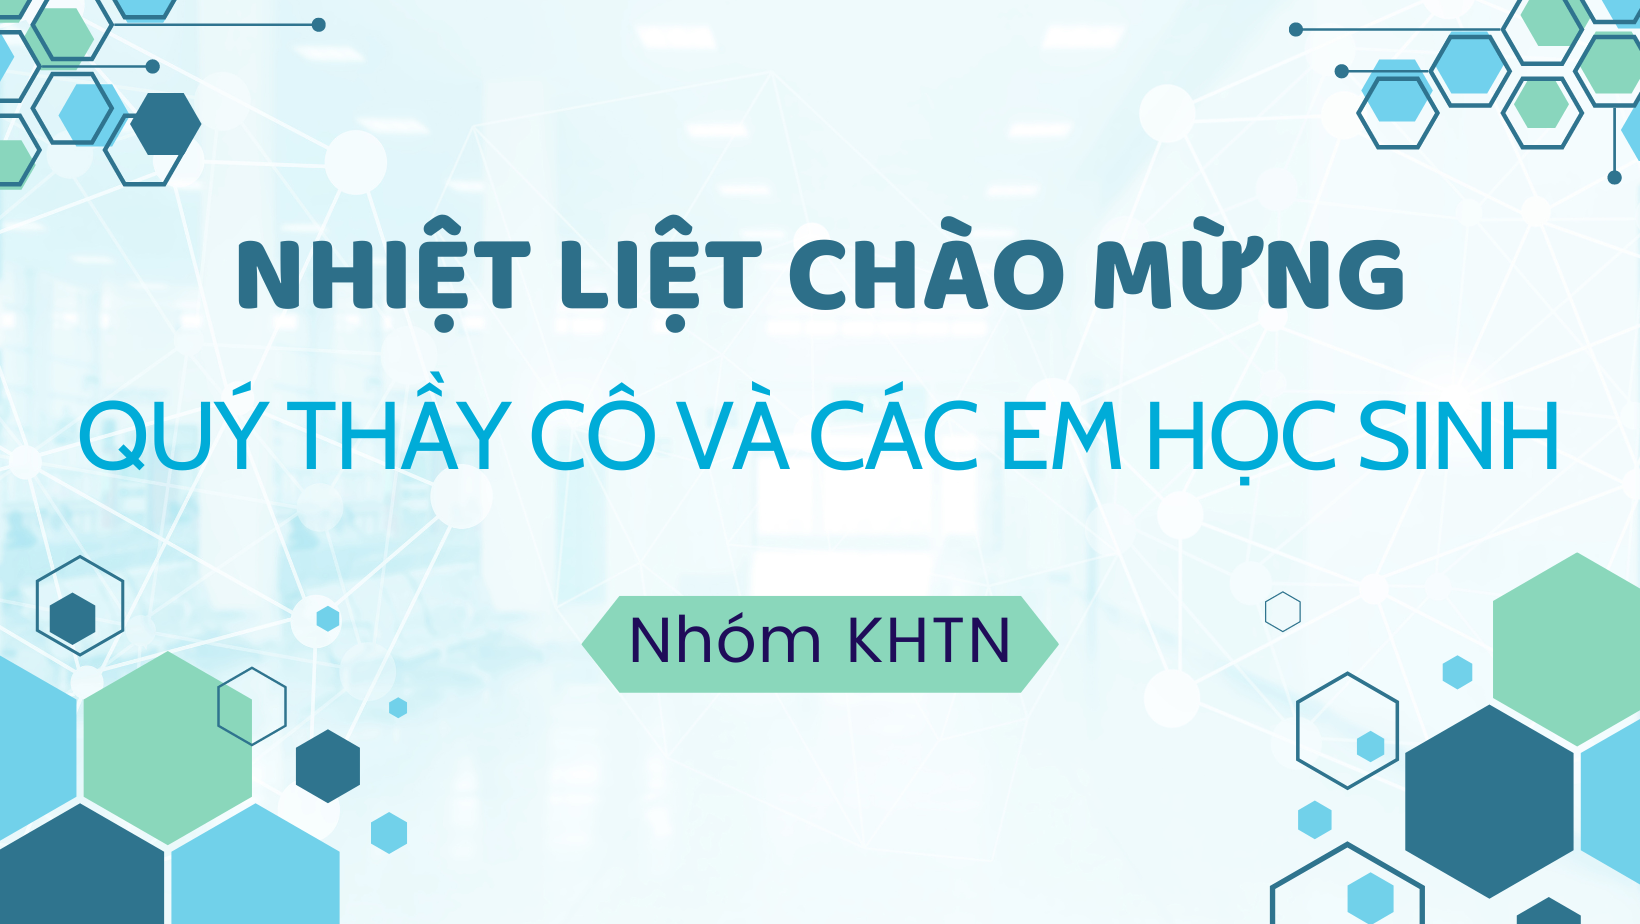 NHIỆT LIỆT CHÀO MỪNG
QUÝ THẦY CÔ VÀ CÁC EM HỌC SINH
Nhóm KHTN